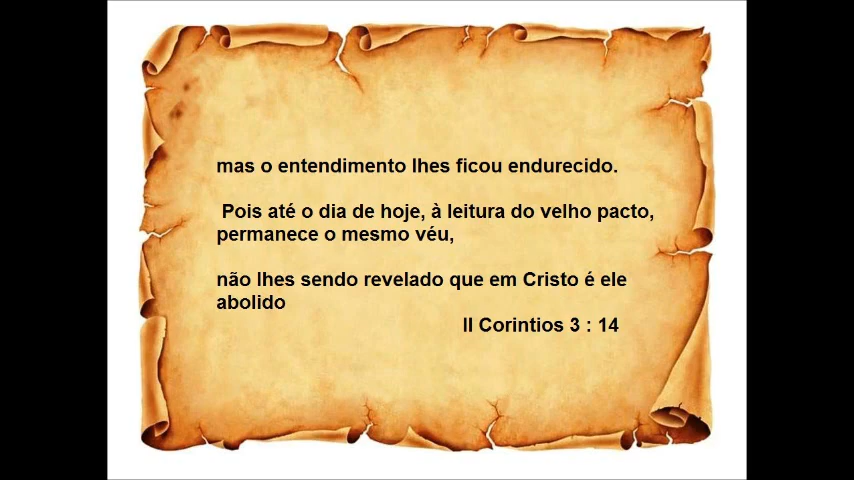 mas o entendimento lhes ficou endurecido.
Pois até o dia de hoje, à leitura do velho pacto,
permanece o mesmo véu,
não lhes sendo revelado que em Cristo é ele
abolido
II Corintios 3 : 14